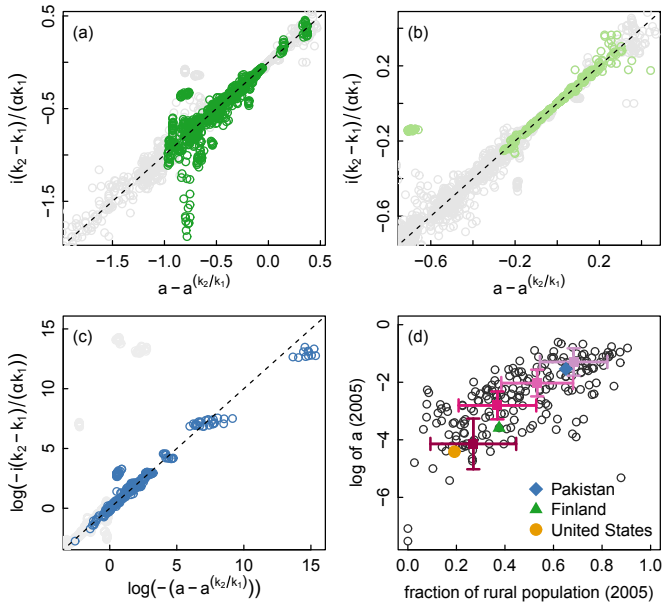 (a)
i(k₂ − k₁)/(αk₁)
0.5
−0.5
−1.5
−1.5
−1.0
−0.5
0.0
0.5
a − a^(k₂/k₁)
(b)
i(k₂ − k₁)/(αk₁)
0.2
−0.2
−0.6
−0.6
−0.2
0.2
a − a^(k₂/k₁)
(c)
log(−i(k₂ − k₁)/(αk₁))
15
10
5
0
0
5
10
15
log(−(a − a^(k₂/k₁)))
(d)
log of a (2005)
−0
−2
−4
−6
Pakistan
Finland
United States
0.0
0.2
0.4
0.6
0.8
1.0
fraction of rural population (2005)